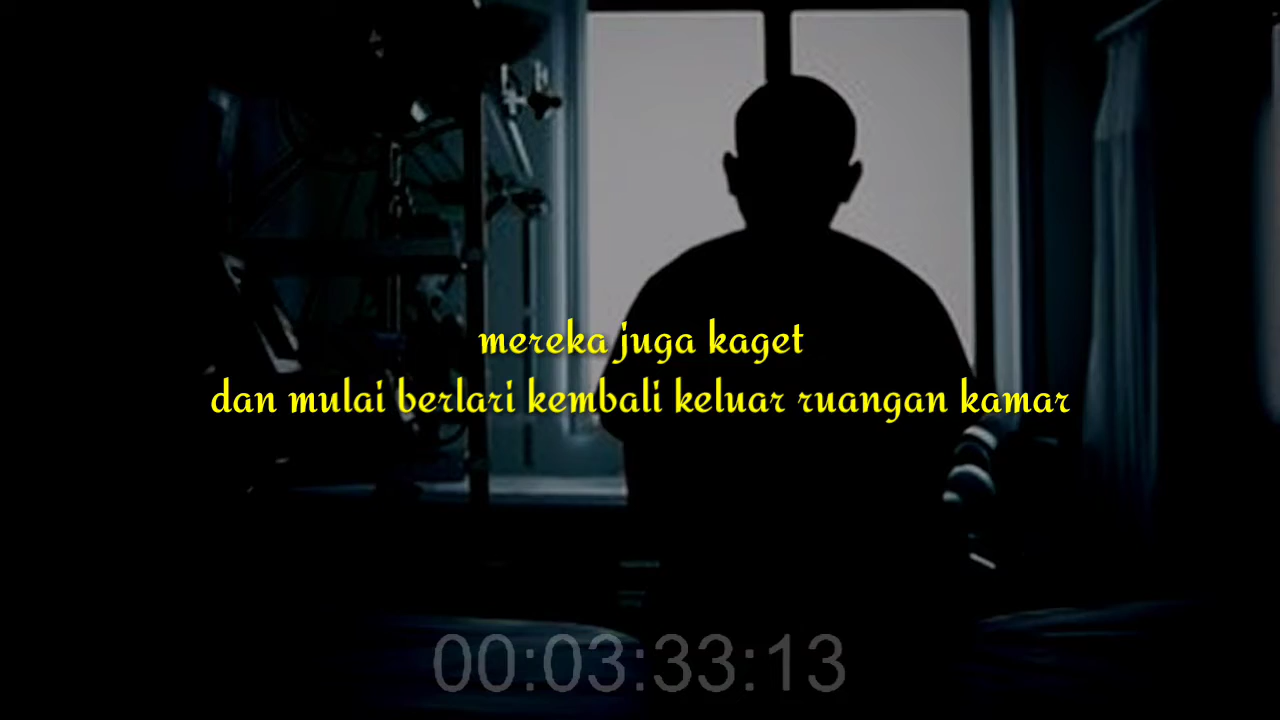 mereka juga kaget
dan mulai berlari kembali keluar ruangan kamar
00:03:33:13